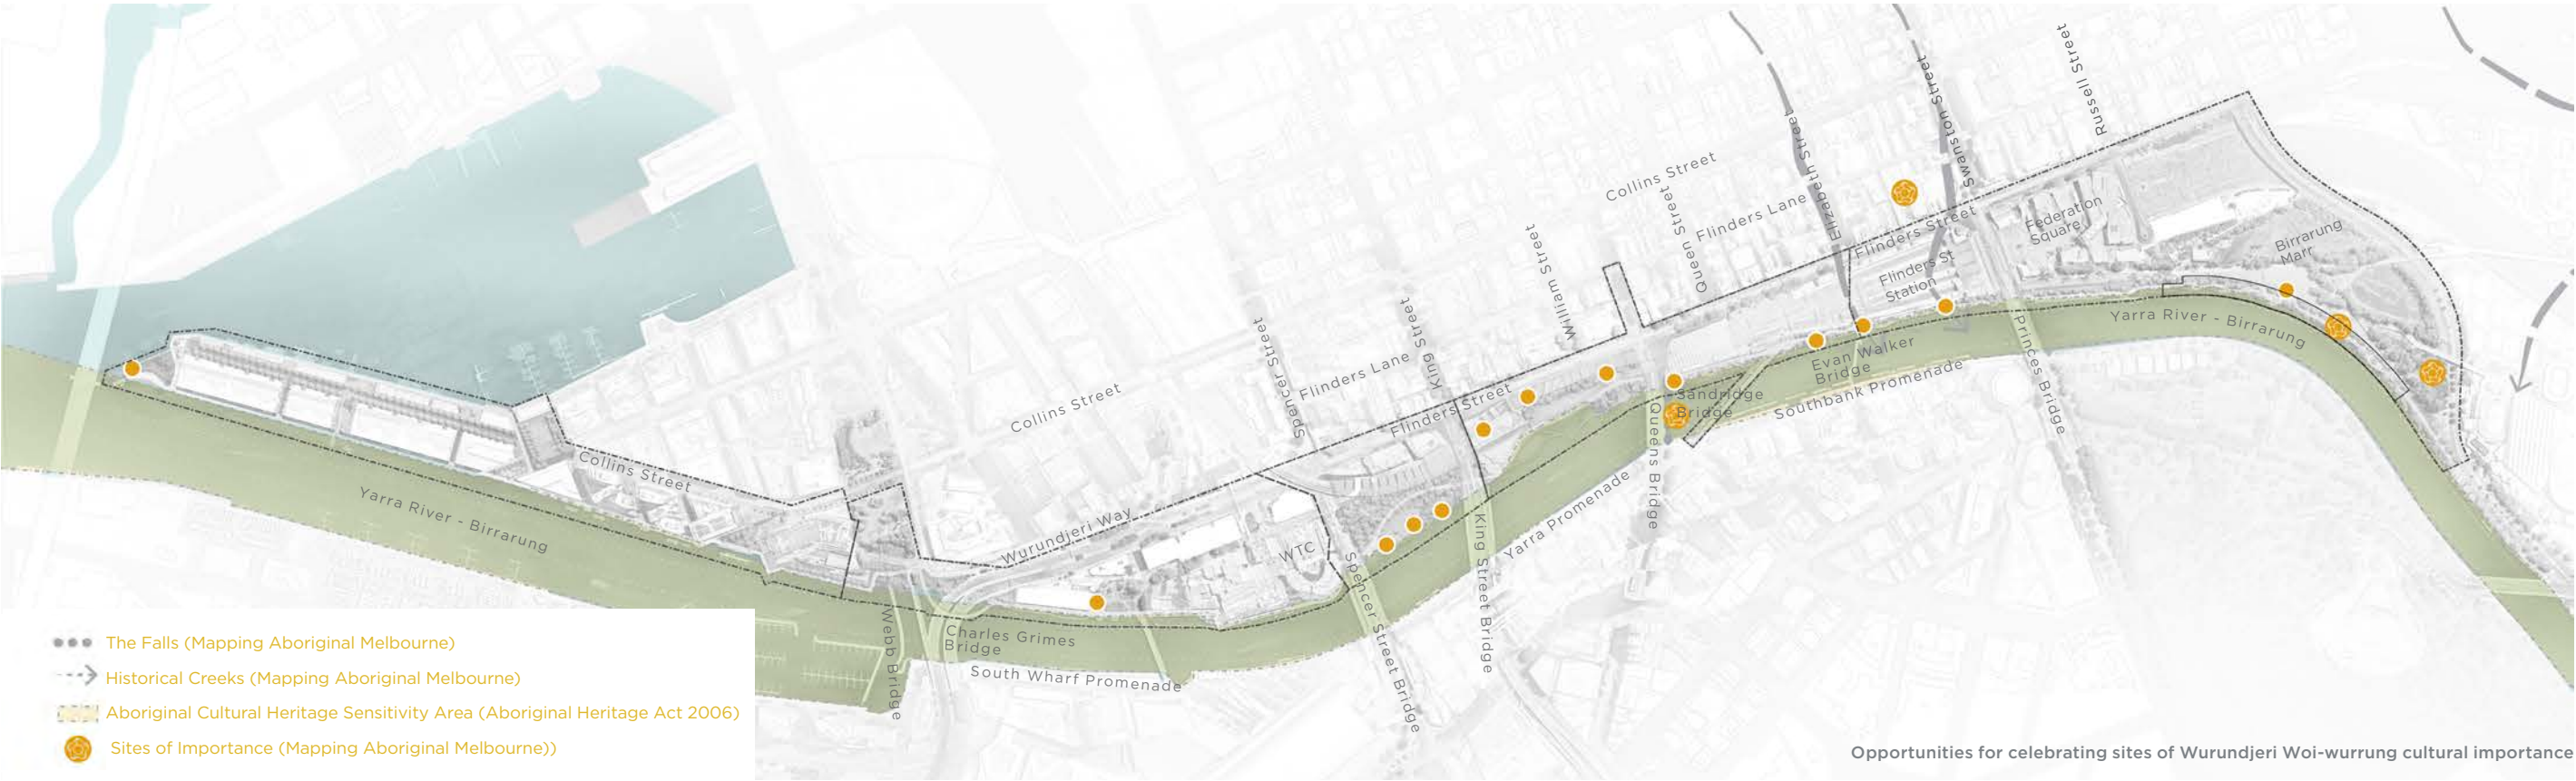 Russell Street
Swanston Street
Elizabeth Street
Collins Street
Queen Street
Flinders Lane
Flinders Street
Federation
Square
Birrarung
Marr
Flinders St
Station
William Street
King Street
Spencer Street
Flinders Lane
Flinders Street
Collins Street
Yarra River - Birrarung
Princes Bridge
Evan Walker
Bridge
Southbank Promenade
Sandridge
Bridge
Queens Bridge
Yarra Promenade
King Street Bridge
Spencer Street Bridge
WTC
Wurundjeri Way
Collins Street
Yarra River - Birrarung
Webb Bridge
Charles Grimes
Bridge
South Wharf Promenade
The Falls (Mapping Aboriginal Melbourne)
Historical Creeks (Mapping Aboriginal Melbourne)
Aboriginal Cultural Heritage Sensitivity Area (Aboriginal Heritage Act 2006)
Sites of Importance (Mapping Aboriginal Melbourne))
Opportunities for celebrating sites of Wurundjeri Woi-wurrung cultural importance